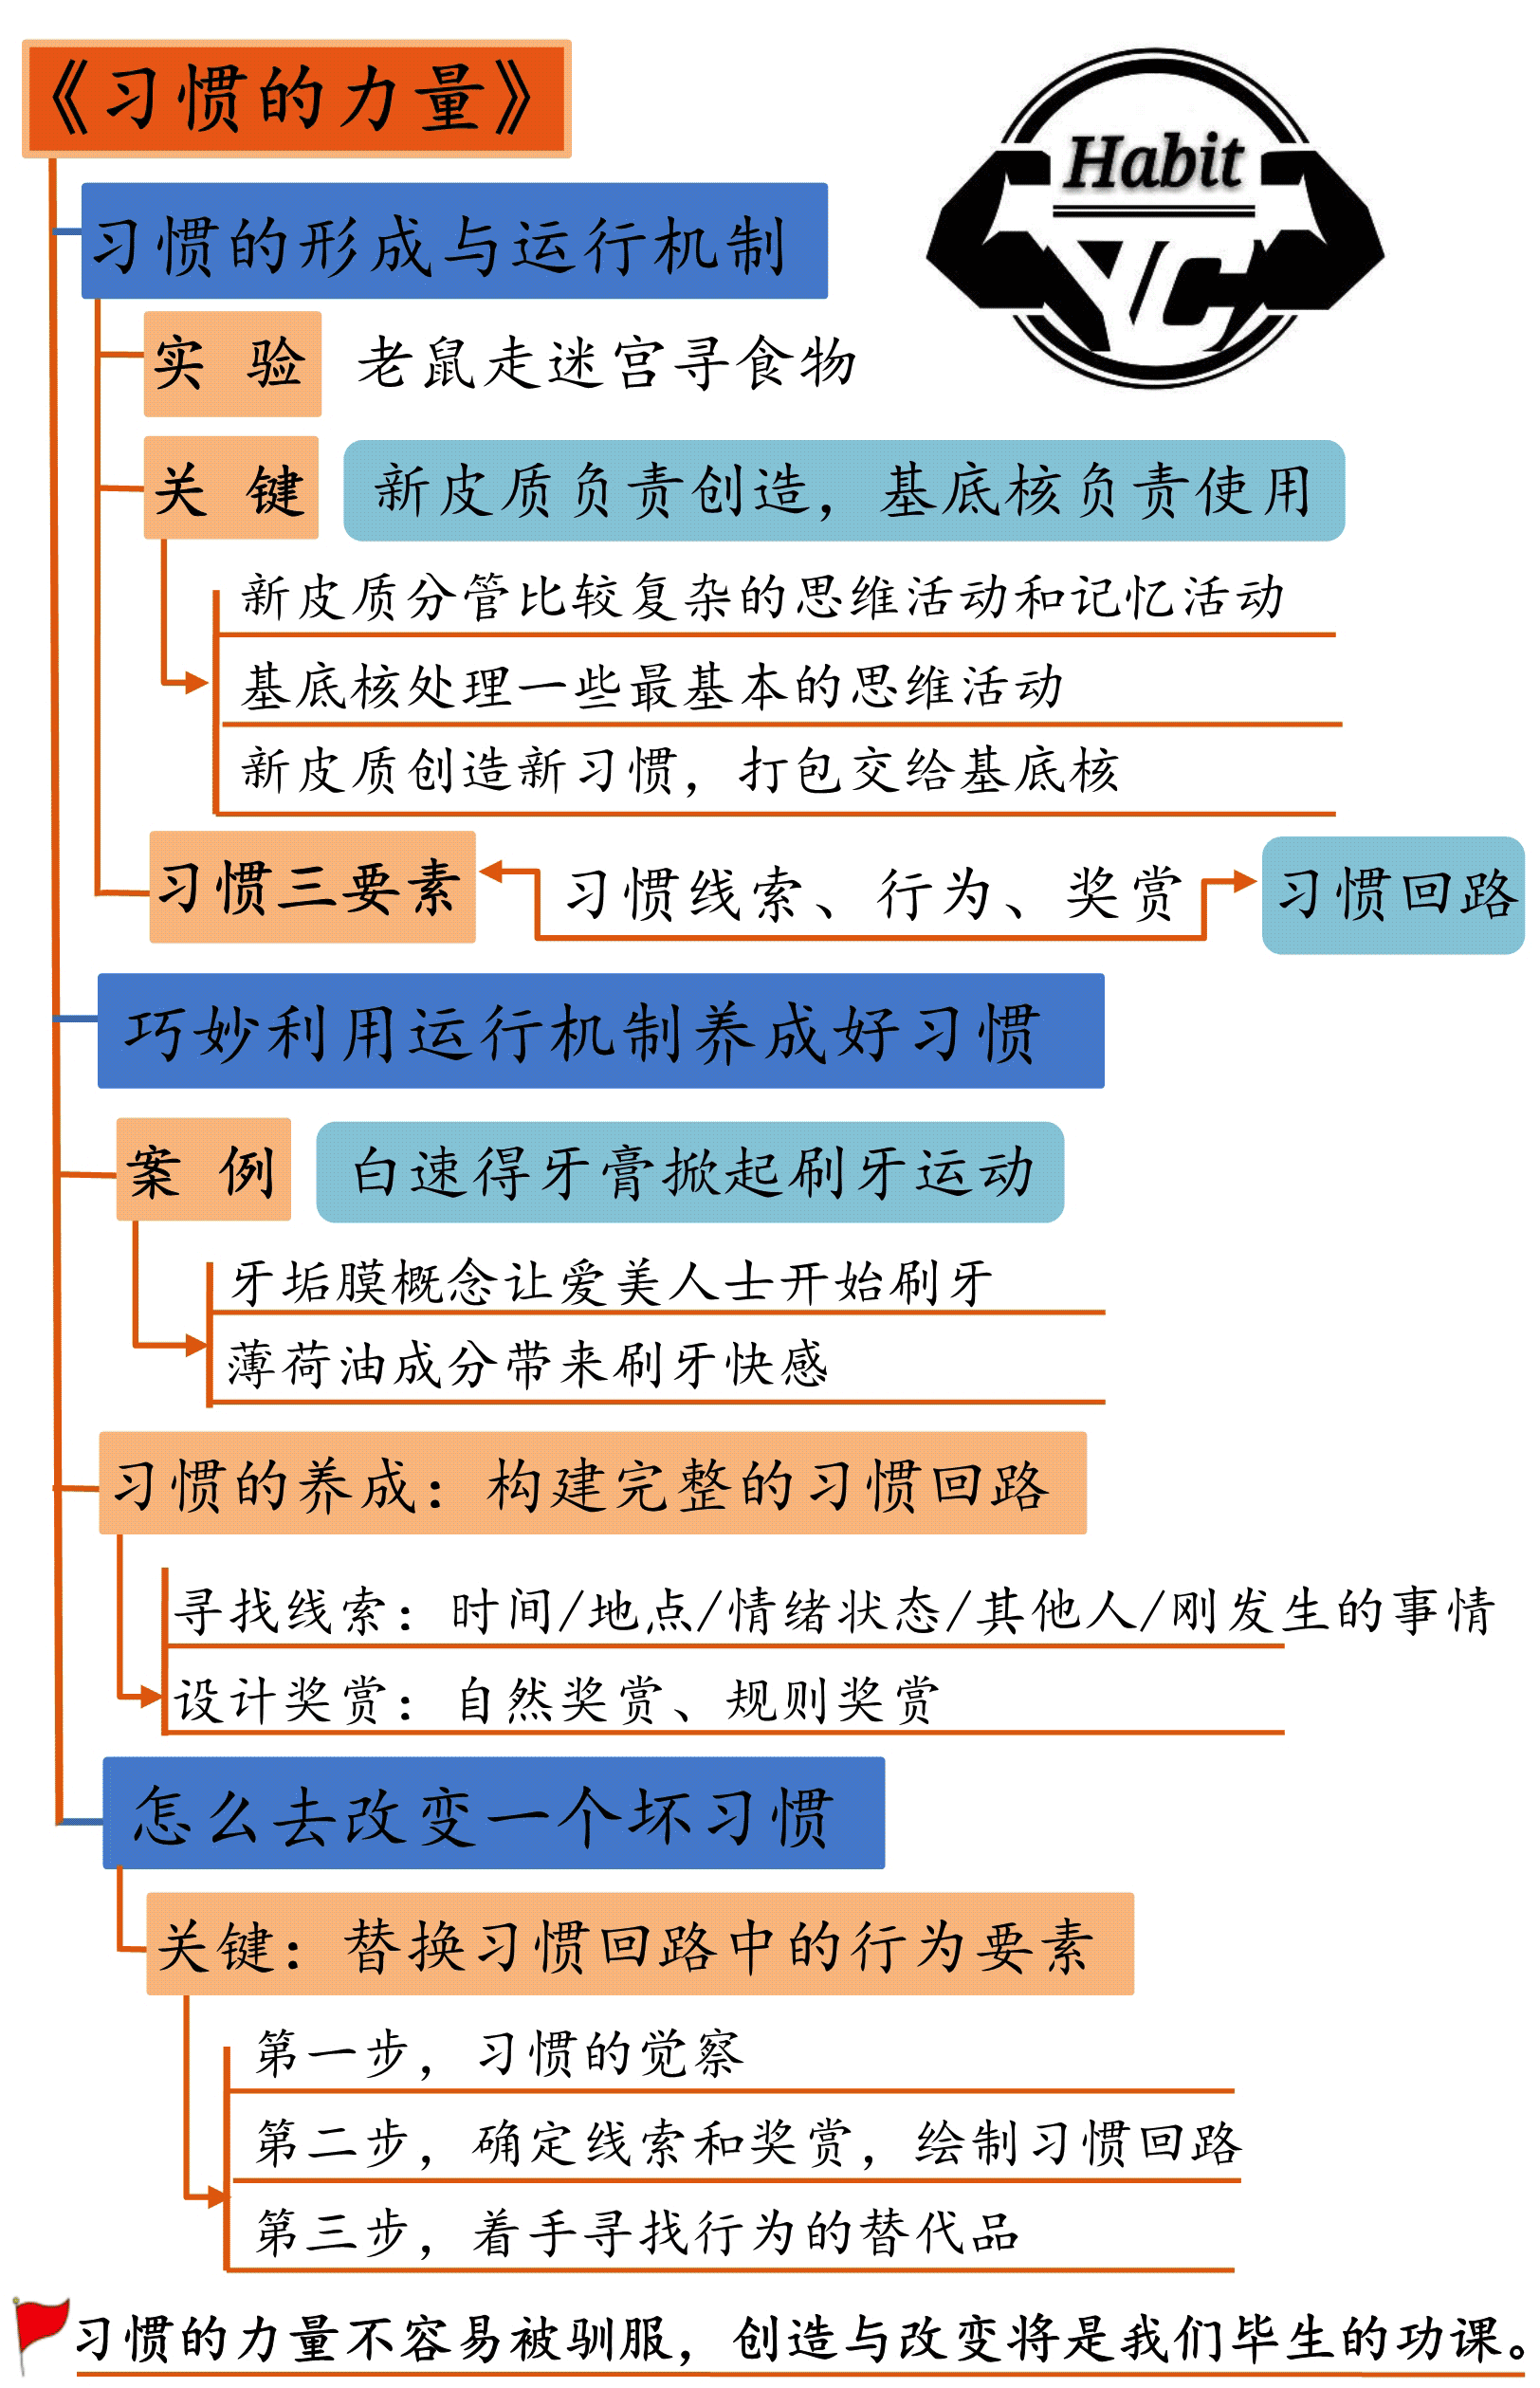 《习惯的力量》
Habit
YC
习惯的形成与运行机制
实 验 老鼠走迷宫寻食物
关 键 新皮质负责创造，基底核负责使用
新皮质分管比较复杂的思维活动和记忆活动
基底核处理一些最基本的思维活动
新皮质创造新习惯，打包交给基底核
习惯三要素 习惯线索、行为、奖赏 习惯回路
巧妙利用运行机制养成好习惯
案 例 白速得牙膏掀起刷牙运动
牙垢膜概念让爱美人士开始刷牙
薄荷油成分带来刷牙快感
习惯的养成：构建完整的习惯回路
寻找线索：时间/地点/情绪状态/其他人/刚发生的事情
设计奖赏：自然奖赏、规则奖赏
怎么去改变一个坏习惯
关键：替换习惯回路中的行为要素
第一步，习惯的觉察
第二步，确定线索和奖赏，绘制习惯回路
第三步，着手寻找行为的替代品
习惯的力量不容易被驯服，创造与改变将是我们毕生的功课。